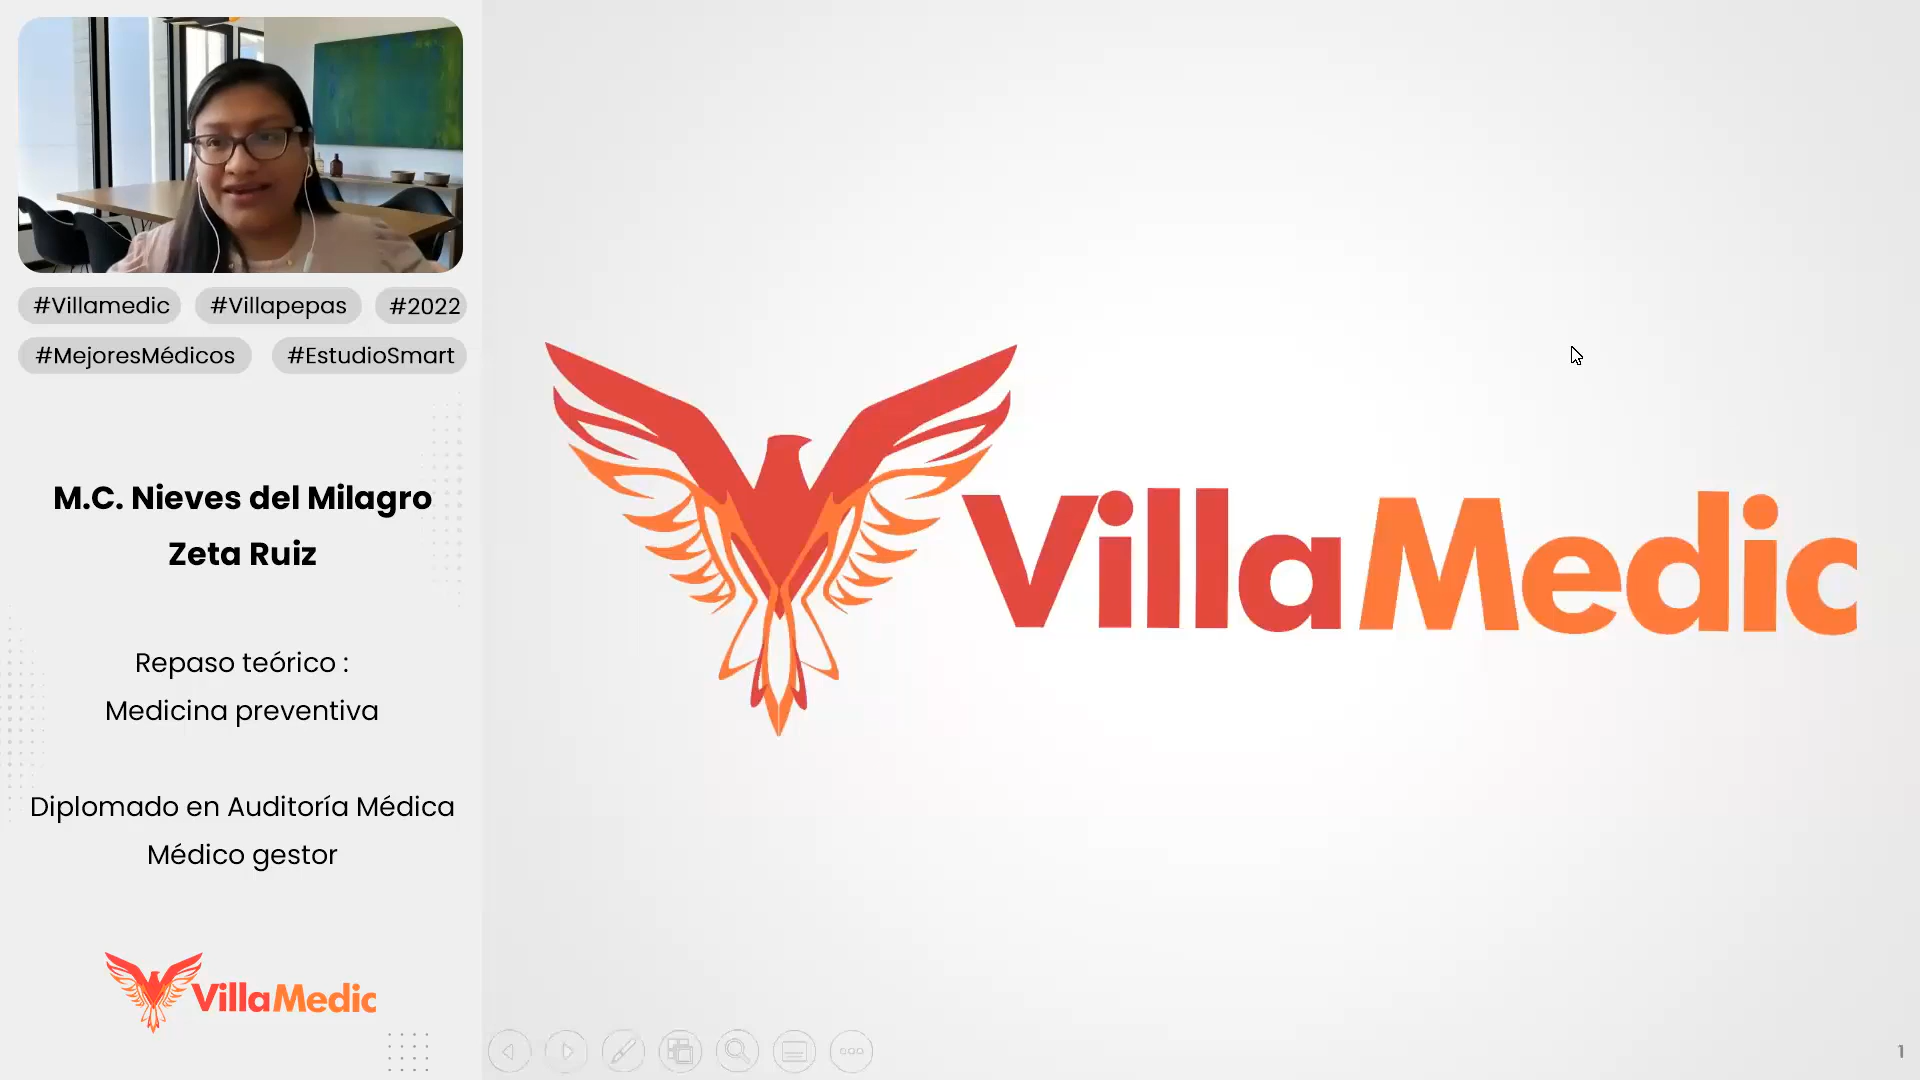 #Villamedic #Villapepas #2022
#MejoresMédicos #EstudioSmart
M.C. Nieves del Milagro
Zeta Ruiz
Repaso teórico :
Medicina preventiva
Diplomado en Auditoría Médica
Médico gestor
VillaMedic
VillaMedic
1